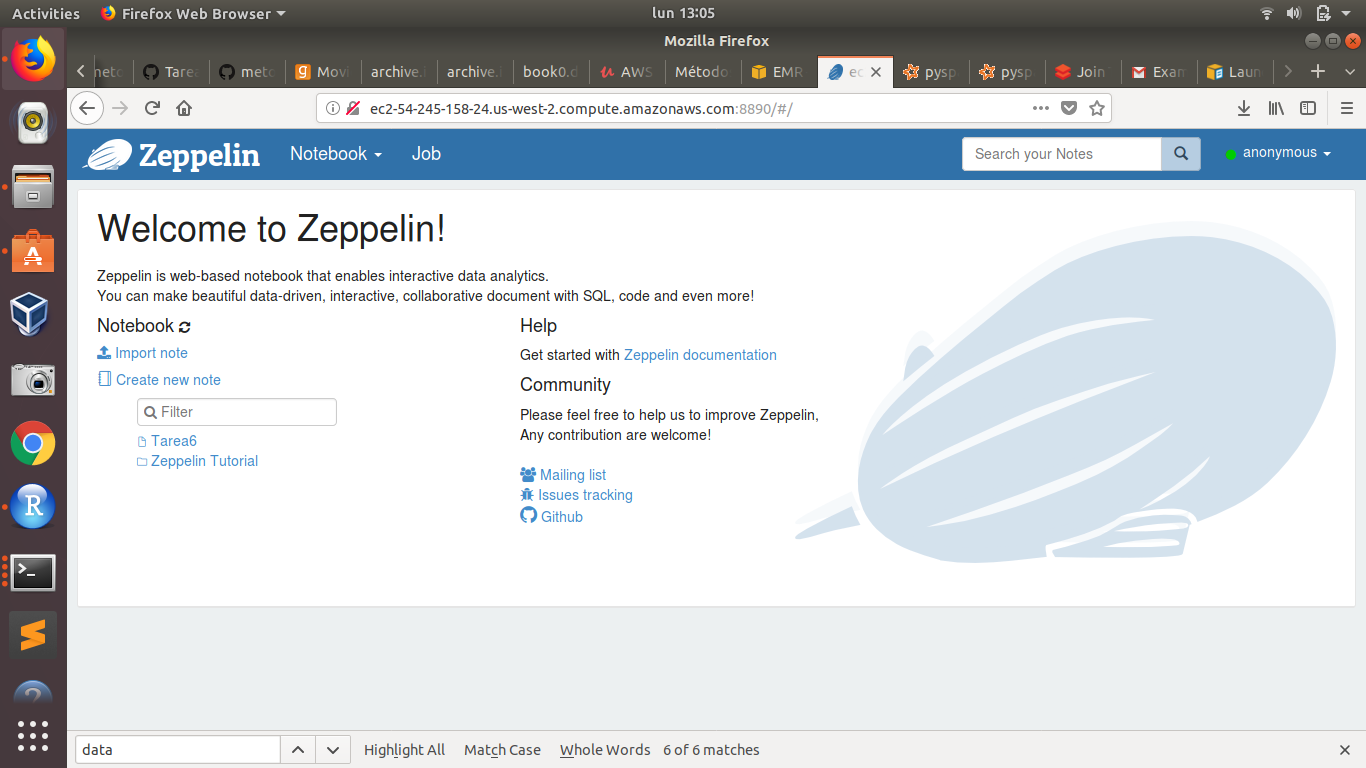 Activities Firefox Web Browser lun 13:05
Mozilla Firefox
Tarea metc Movi archive.i archive.i book0.d AWS Método EMR ec pysp pysp Join Exam Laun
ec2-54-245-158-24.us-west-2.compute.amazonaws.com:8890/#/
Zeppelin Notebook Job Search your Notes anonymous
Welcome to Zeppelin!
Zeppelin is web-based notebook that enables interactive data analytics.
You can make beautiful data-driven, interactive, collaborative document with SQL, code and even more!
Notebook
Import note
Create new note
Filter
Tarea6
Zeppelin Tutorial
Help
Get started with Zeppelin documentation
Community
Please feel free to help us to improve Zeppelin,
Any contribution are welcome!
Mailing list
Issues tracking
Github
data Highlight All Match Case Whole Words 6 of 6 matches